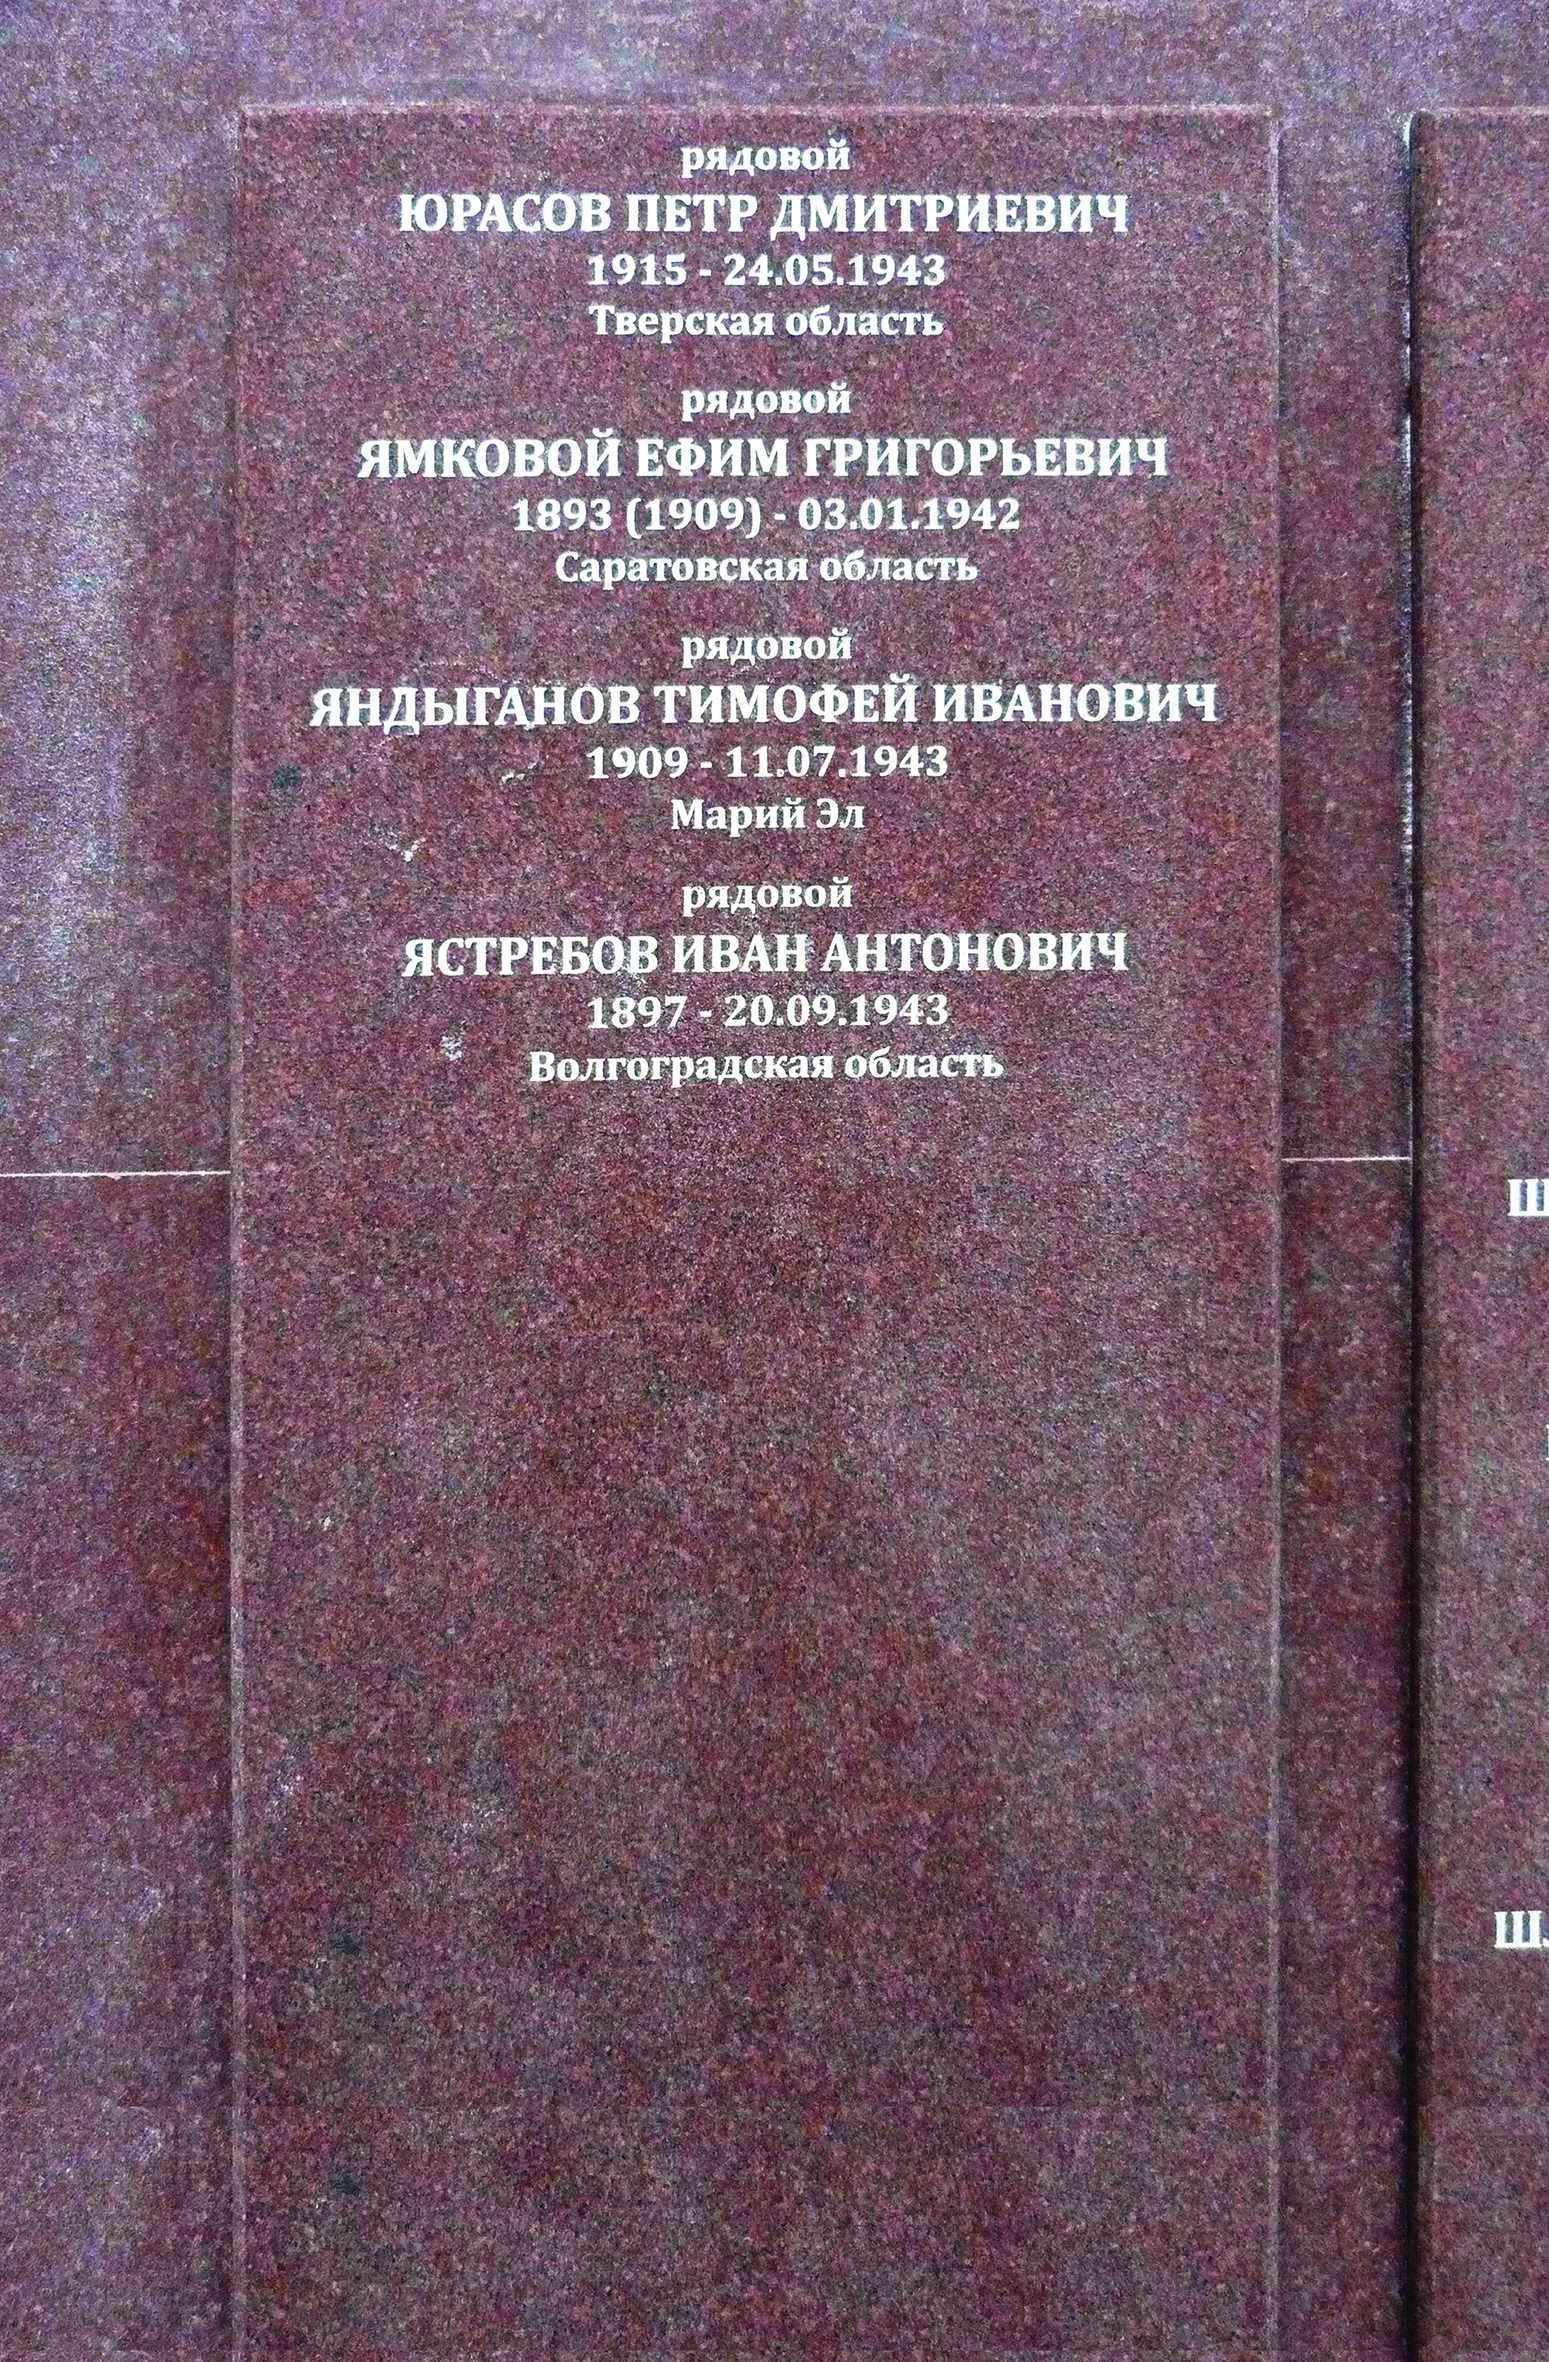 рядовой
ЮРАСОВ ПЕТР ДМИТРИЕВИЧ
1915 - 24.05.1943
Тверская область
рядовой
ЯМКОВОЙ ЕФИМ ГРИГОРЬЕВИЧ
1893 (1909) - 03.01.1942
Саратовская область
рядовой
ЯНДЫГАНОВ ТИМОФЕЙ ИВАНОВИЧ
1909 - 11.07.1943
Марий Эл
рядовой
ЯСТРЕБОВ ИВАН АНТОНОВИЧ
1897 - 20.09.1943
Волгоградская область